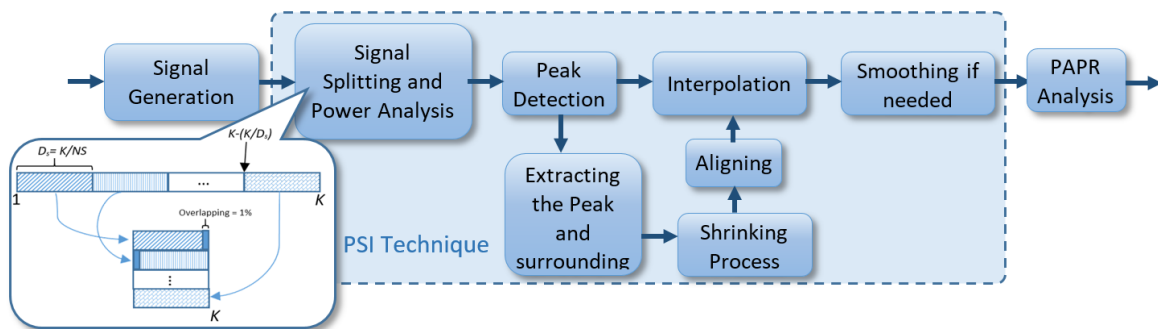 Signal
Generation
Signal
Splitting and
Power Analysis
Peak
Detection
Interpolation
Smoothing if
needed
PAPR
Analysis
Extracting
the Peak
and
surrounding
Aligning
Shrinking
Process
PSI Technique
K-(K/Dₛ)
Dₛ= K/NS
...
1
K
Overlapping = 1%
...
K